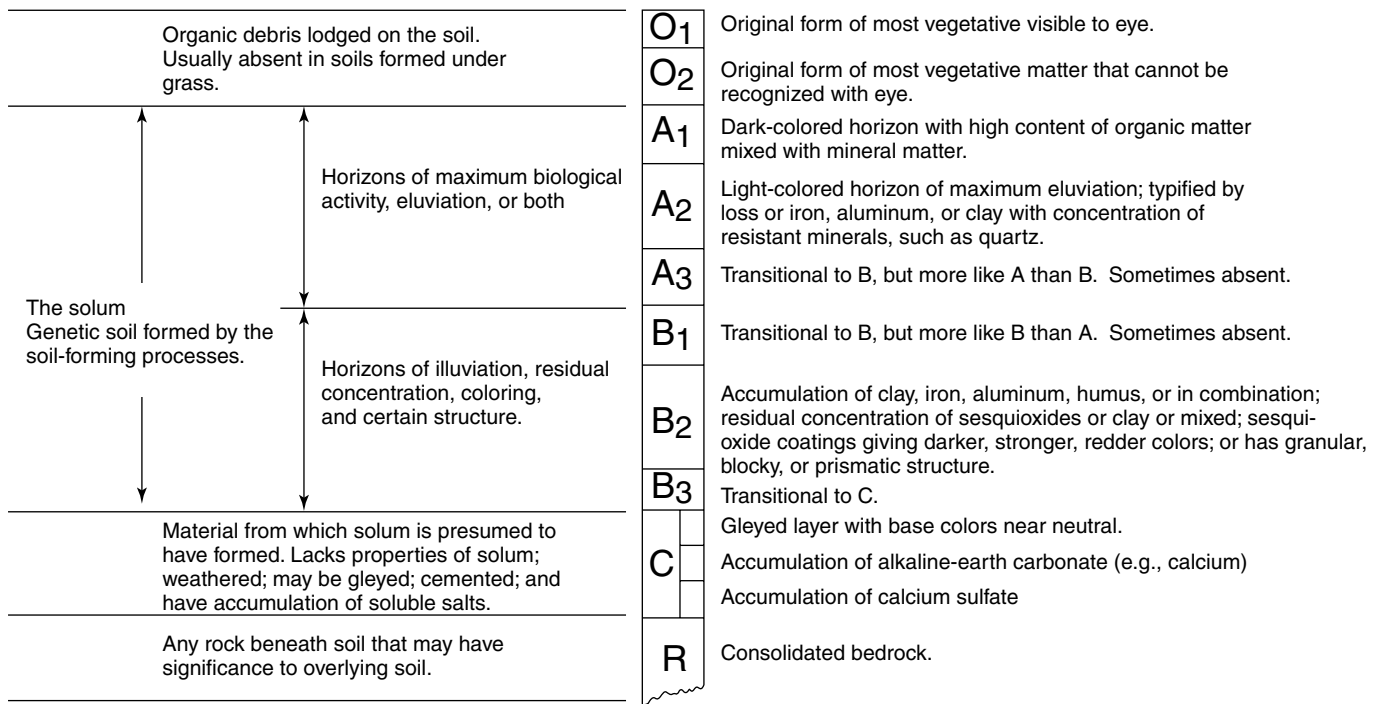 Organic debris lodged on the soil.
Usually absent in soils formed under
grass.
The solum
Genetic soil formed by the
soil-forming processes.
Horizons of maximum biological
activity, eluviation, or both
Horizons of illuviation, residual
concentration, coloring,
and certain structure.
Material from which solum is presumed to
have formed. Lacks properties of solum;
weathered; may be gleyed; cemented; and
have accumulation of soluble salts.
Any rock beneath soil that may have
significance to overlying soil.
O1 Original form of most vegetative visible to eye.
O2 Original form of most vegetative matter that cannot be
recognized with eye.
A1 Dark-colored horizon with high content of organic matter
mixed with mineral matter.
A2 Light-colored horizon of maximum eluviation; typified by
loss or iron, aluminum, or clay with concentration of
resistant minerals, such as quartz.
A3 Transitional to B, but more like A than B. Sometimes absent.
B1 Transitional to B, but more like B than A. Sometimes absent.
B2 Accumulation of clay, iron, aluminum, humus, or in combination;
residual concentration of sesquioxides or clay or mixed; sesqui-
oxide coatings giving darker, stronger, redder colors; or has granular,
blocky, or prismatic structure.
B3 Transitional to C.
C Gleyed layer with base colors near neutral.
Accumulation of alkaline-earth carbonate (e.g., calcium)
Accumulation of calcium sulfate
R Consolidated bedrock.